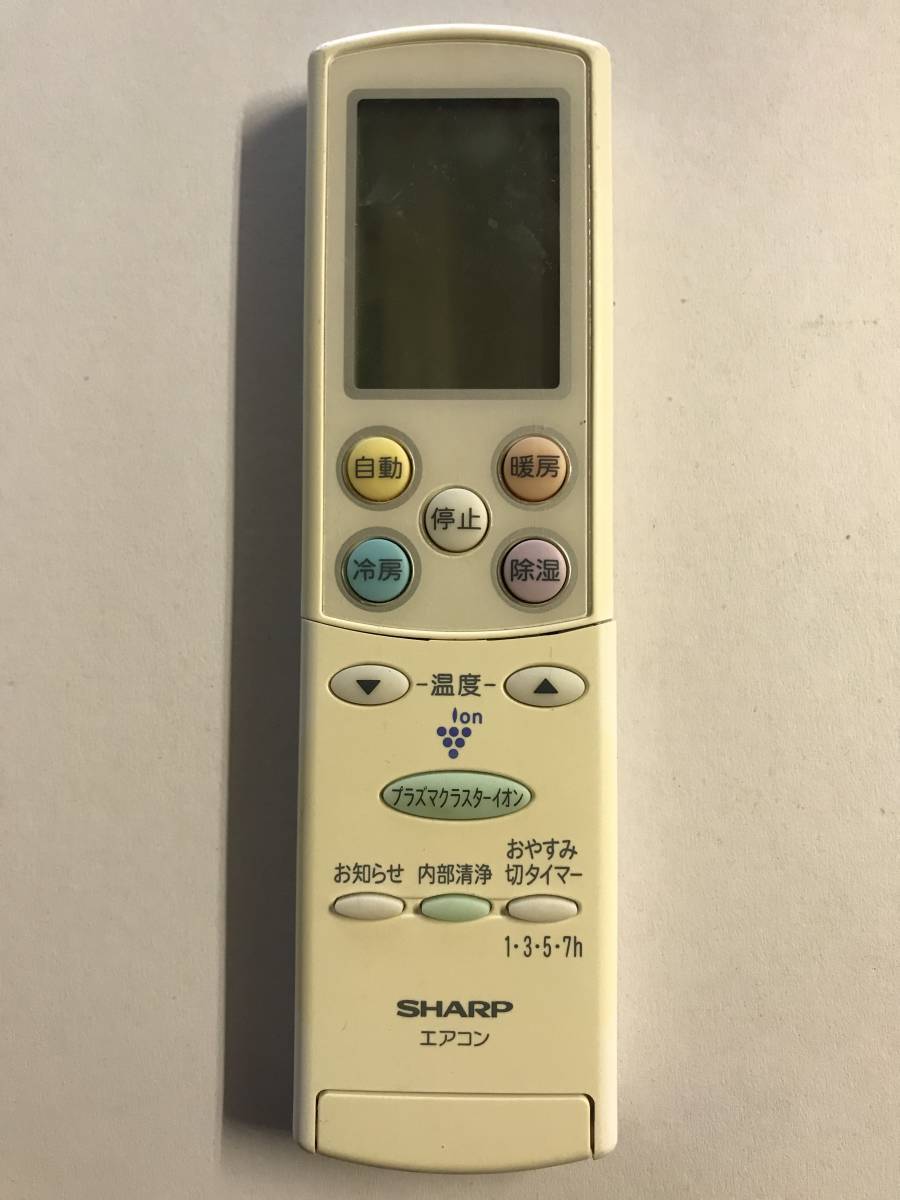 自動
暖房
停止
冷房
除湿
▼ -温度- ▲
Ion
プラズマクラスターイオン
お知らせ
内部清浄
おやすみ
切タイマー
1・3・5・7h
SHARP
エアコン